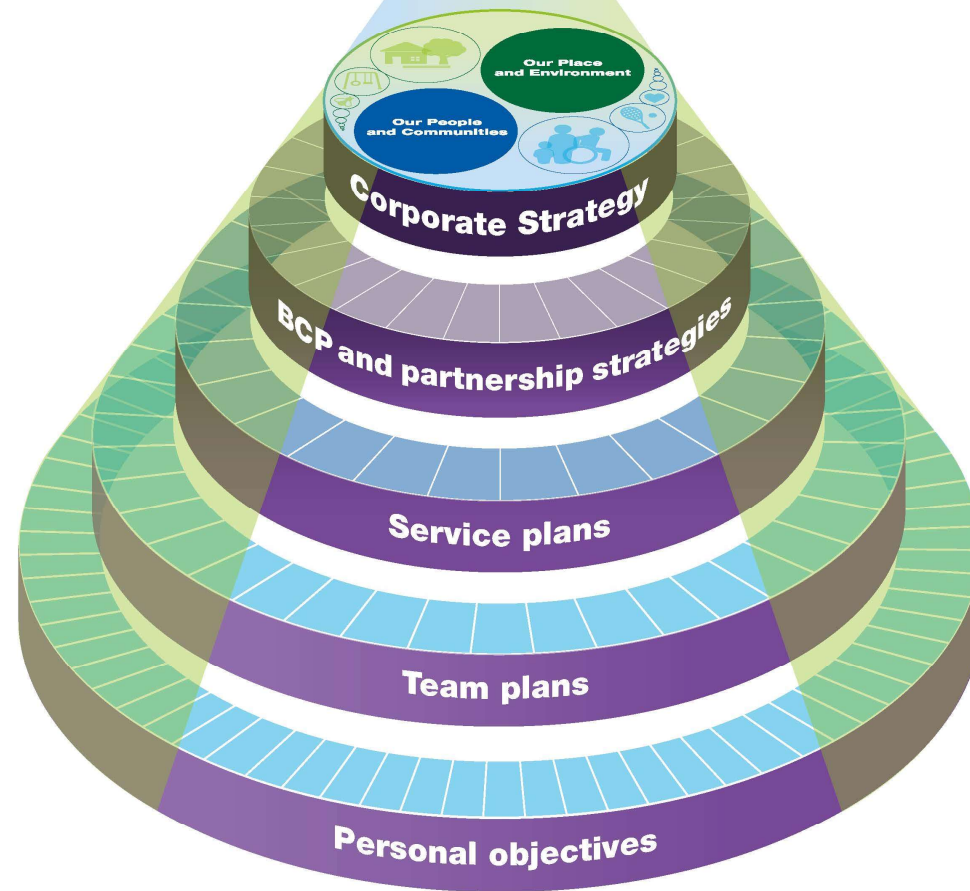 Our Place
and Environment
Our People
and Communities
Corporate Strategy
BCP and partnership strategies
Service plans
Team plans
Personal objectives